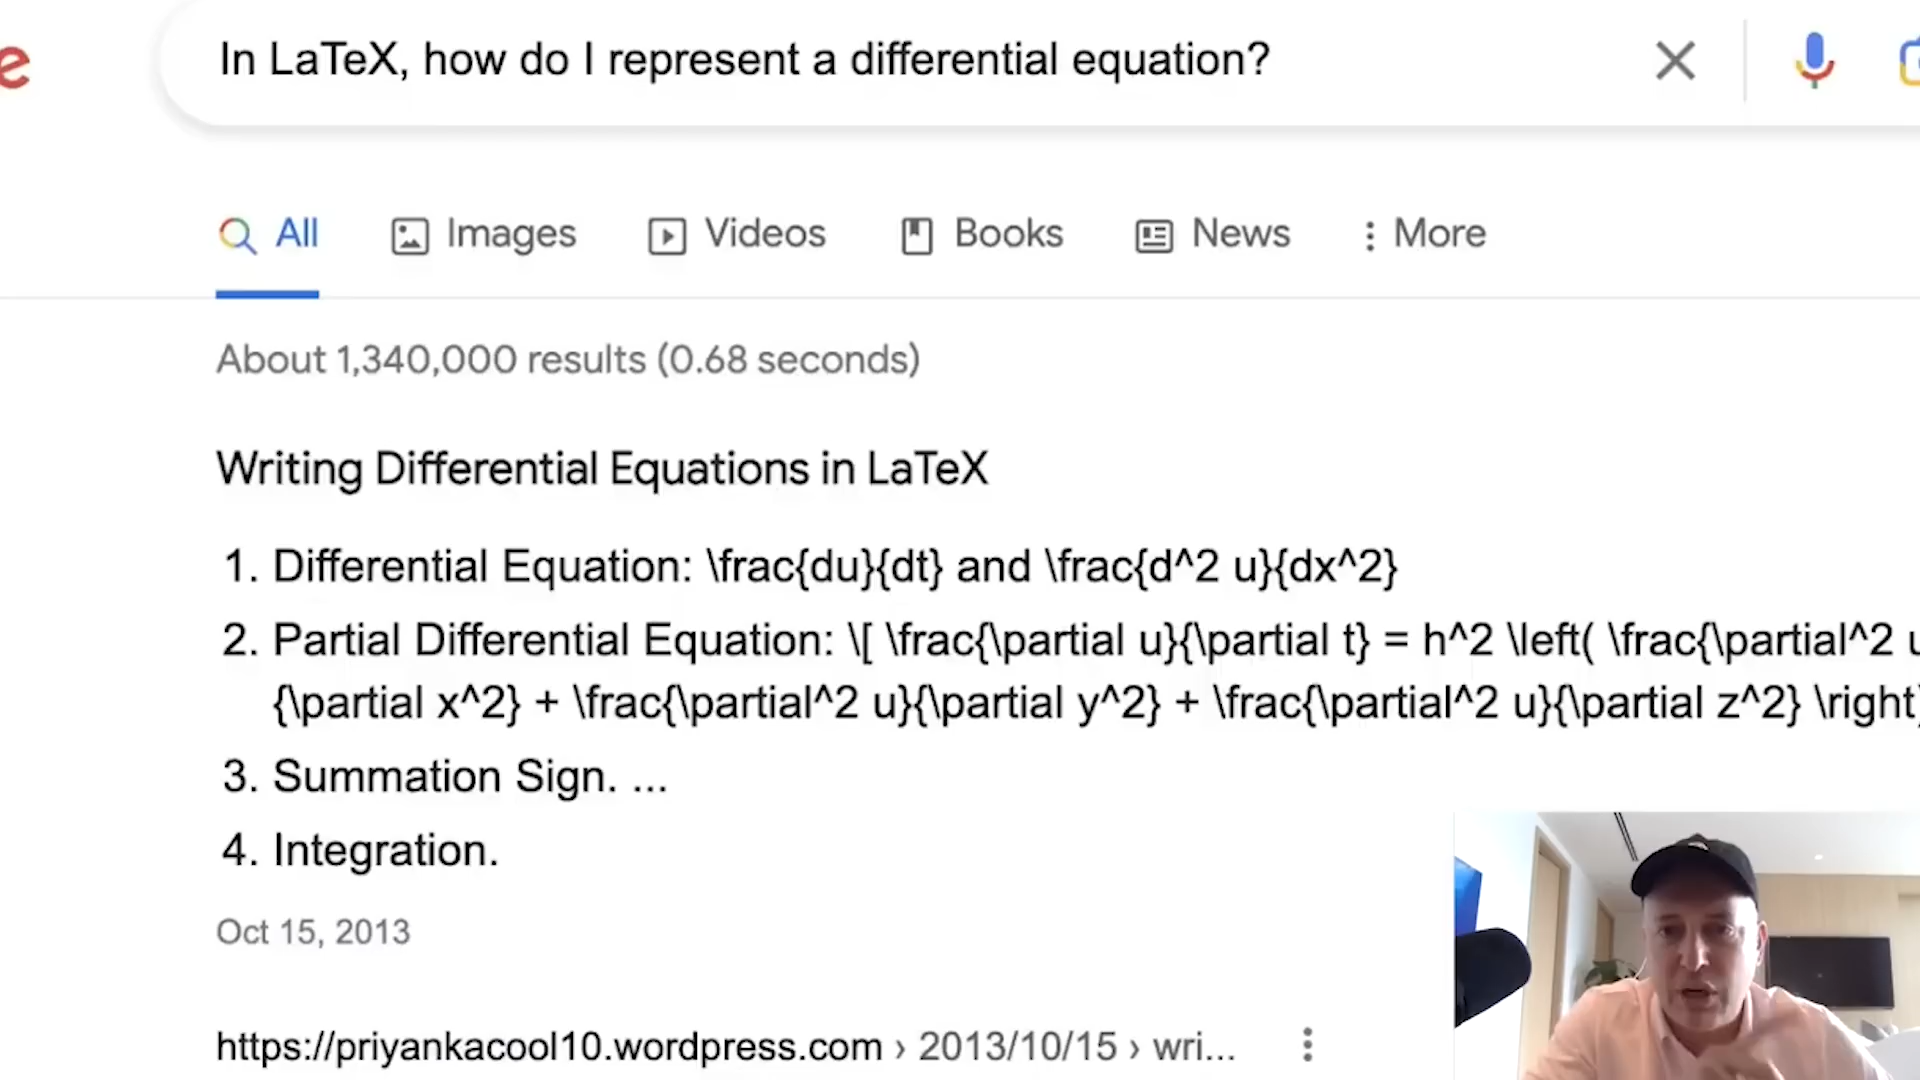 e
In LaTeX, how do I represent a differential equation?
All Images Videos Books News More
About 1,340,000 results (0.68 seconds)
Writing Differential Equations in LaTeX
1. Differential Equation: \frac{du}{dt} and \frac{d^2 u}{dx^2}
2. Partial Differential Equation: \[ \frac{\partial u}{\partial t} = h^2 \left( \frac{\partial^2 u
{\partial x^2} + \frac{\partial^2 u}{\partial y^2} + \frac{\partial^2 u}{\partial z^2} \right)
3. Summation Sign. ...
4. Integration.
Oct 15, 2013
https://priyankacool10.wordpress.com › 2013/10/15 › wri...